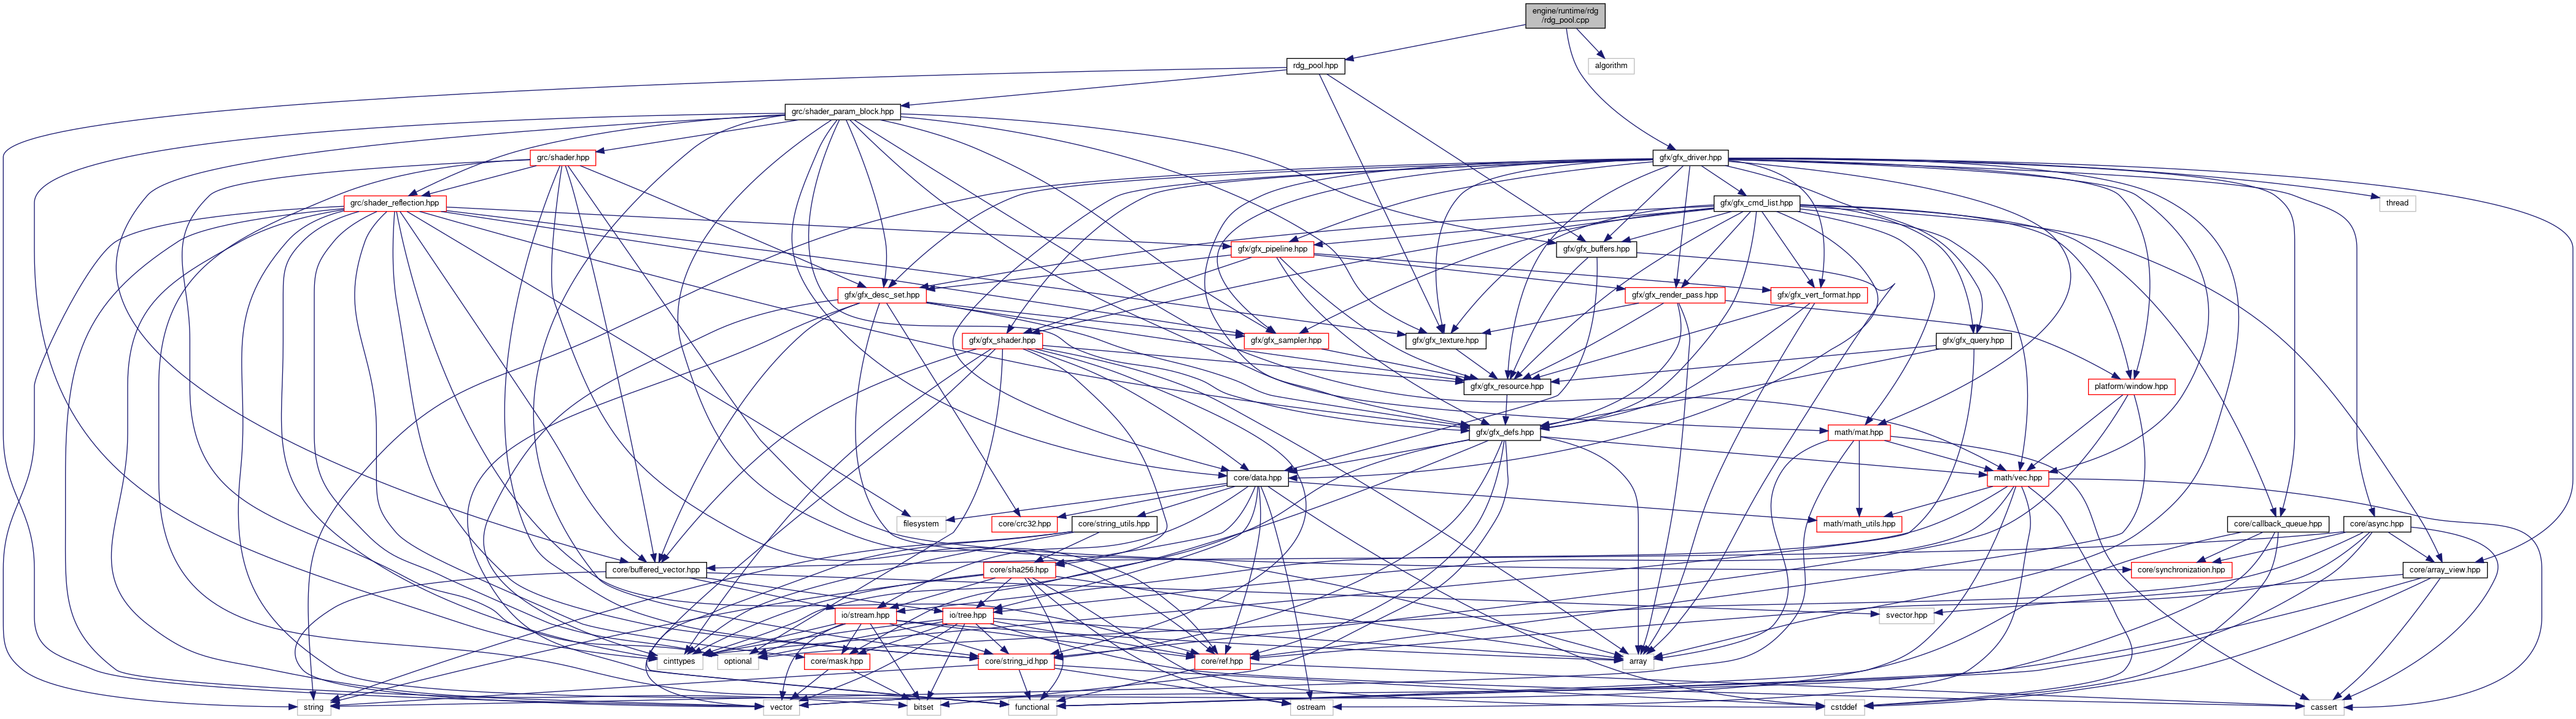 engine/runtime/rdg
/rdg_pool.cpp
rdg_pool.hpp
algorithm
grc/shader_param_block.hpp
grc/shader.hpp
gfx/gfx_driver.hpp
grc/shader_reflection.hpp
gfx/gfx_cmd_list.hpp
thread
gfx/gfx_pipeline.hpp
gfx/gfx_buffers.hpp
gfx/gfx_desc_set.hpp
gfx/gfx_render_pass.hpp
gfx/gfx_vert_format.hpp
gfx/gfx_shader.hpp
gfx/gfx_sampler.hpp
gfx/gfx_texture.hpp
gfx/gfx_query.hpp
gfx/gfx_resource.hpp
platform/window.hpp
gfx/gfx_defs.hpp
math/mat.hpp
core/data.hpp
math/vec.hpp
filesystem
core/crc32.hpp
core/string_utils.hpp
math/math_utils.hpp
core/callback_queue.hpp
core/async.hpp
core/buffered_vector.hpp
core/sha256.hpp
core/synchronization.hpp
core/array_view.hpp
io/stream.hpp
io/tree.hpp
svector.hpp
cinttypes
optional
core/mask.hpp
core/string_id.hpp
core/ref.hpp
array
string
vector
bitset
functional
ostream
cstddef
cassert